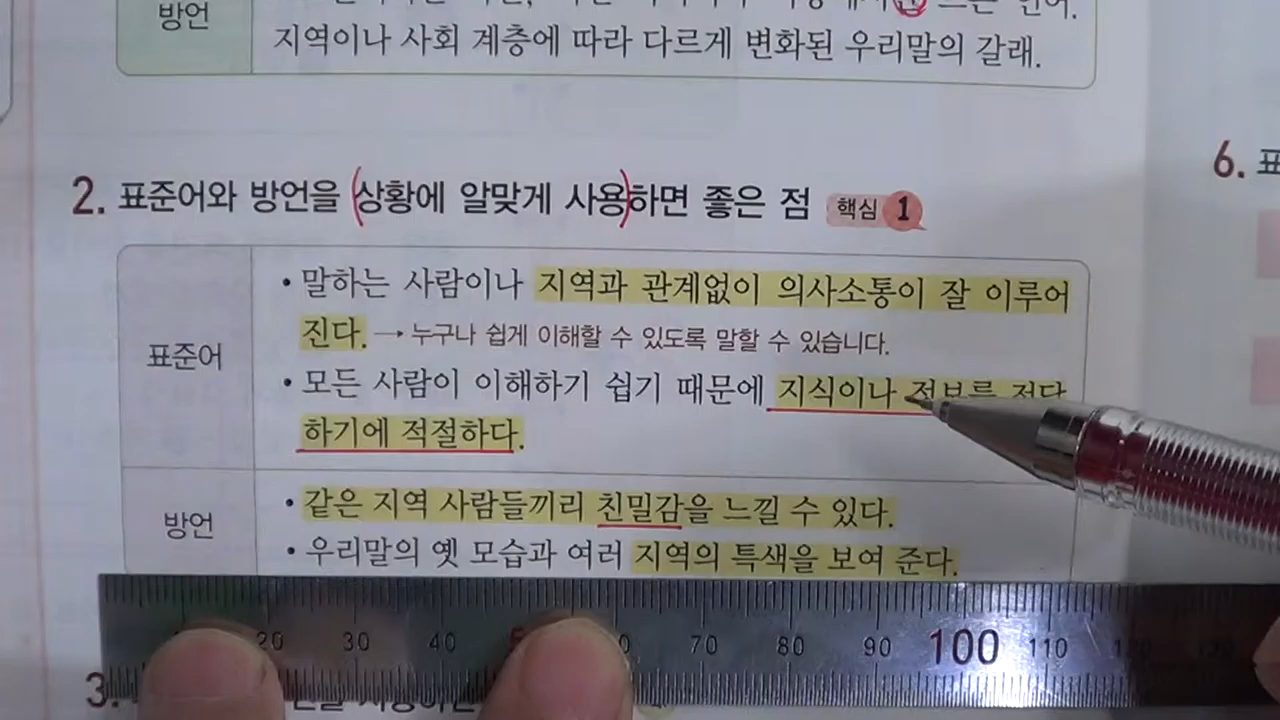 방언
언어.
지역이나 사회 계층에 따라 다르게 변화된 우리말의 갈래.
2. 표준어와 방언을 (상황에 알맞게 사용)하면 좋은 점 핵심 1
6. 표
표준어
• 말하는 사람이나 지역과 관계없이 의사소통이 잘 이루어
진다. → 누구나 쉽게 이해할 수 있도록 말할 수 있습니다.
• 모든 사람이 이해하기 쉽기 때문에 지식이나 정보를 전달
하기에 적절하다.
방언
• 같은 지역 사람들끼리 친밀감을 느낄 수 있다.
• 우리말의 옛 모습과 여러 지역의 특색을 보여 준다.
20 30 40 70 80 90 100 110
3.